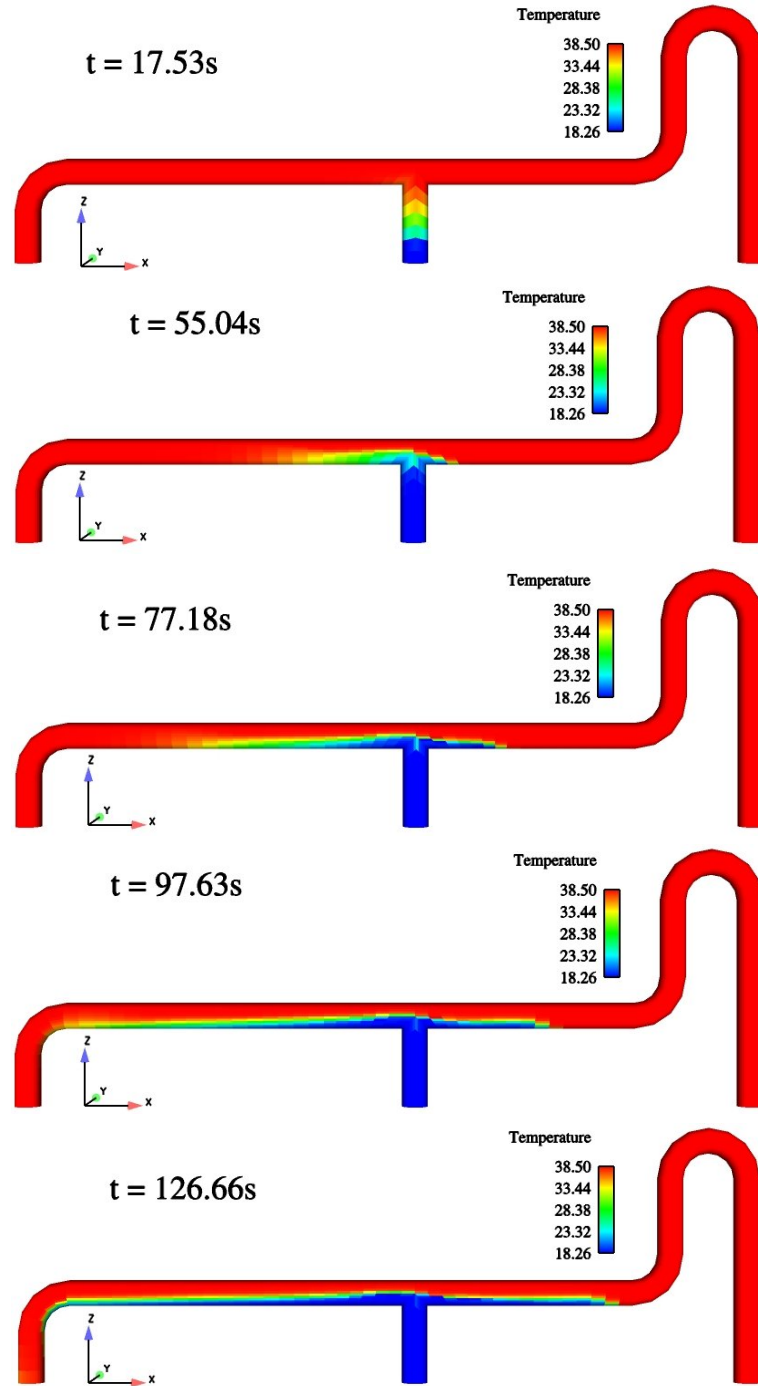 Temperature
t = 17.53s
38.50
33.44
28.38
23.32
18.26
Z
Y
X
Temperature
t = 55.04s
38.50
33.44
28.38
23.32
18.26
Z
Y
X
Temperature
t = 77.18s
38.50
33.44
28.38
23.32
18.26
Z
Y
X
Temperature
t = 97.63s
38.50
33.44
28.38
23.32
18.26
Z
Y
X
Temperature
t = 126.66s
38.50
33.44
28.38
23.32
18.26
Z
Y
X